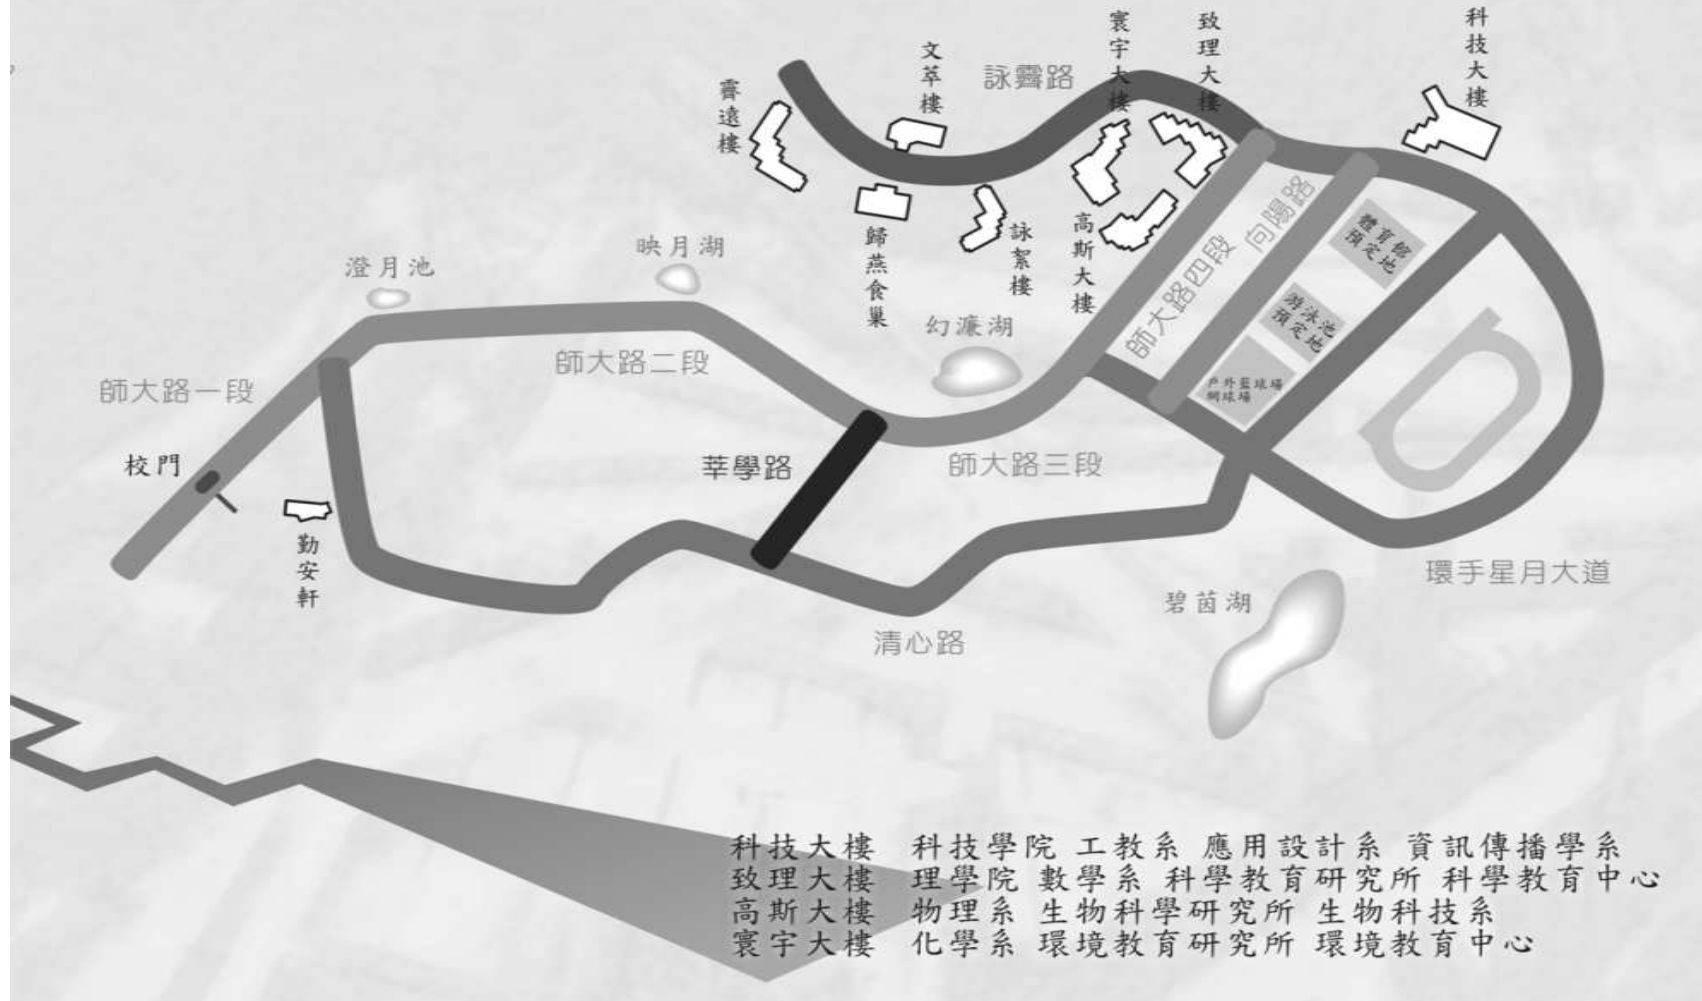 科技大樓
寰宇大樓
致理大樓
文萃樓
詠霽路
霽遠樓
向陽路
體育館
預定地
師大路四段
高斯大樓
詠絮樓
歸燕食巢
映月湖
澄月池
游泳池
預定地
幻濂湖
師大路二段
師大路一段
戶外藍球場
網球場
校門
莘學路
師大路三段
勤安軒
環手星月大道
碧茵湖
清心路
科技大樓 科技學院 工教系 應用設計系 資訊傳播學系
致理大樓 理學院 數學系 科學教育研究所 科學教育中心
高斯大樓 物理系 生物科學研究所 生物科技系
寰宇大樓 化學系 環境教育研究所 環境教育中心